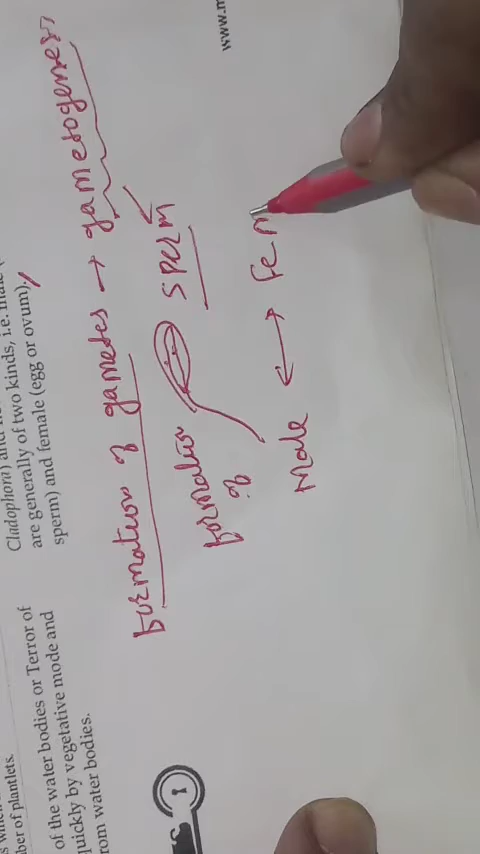 Cladophora) and
are generally of two kinds, i.e.
sperm) and female (egg or ovum).
ber of plantlets.
of the water bodies or Terror of
quickly by vegetative mode and
rom water bodies.
www.m
formation of gametes → gametogenesis
formation of sperm
Male ↔ Fem